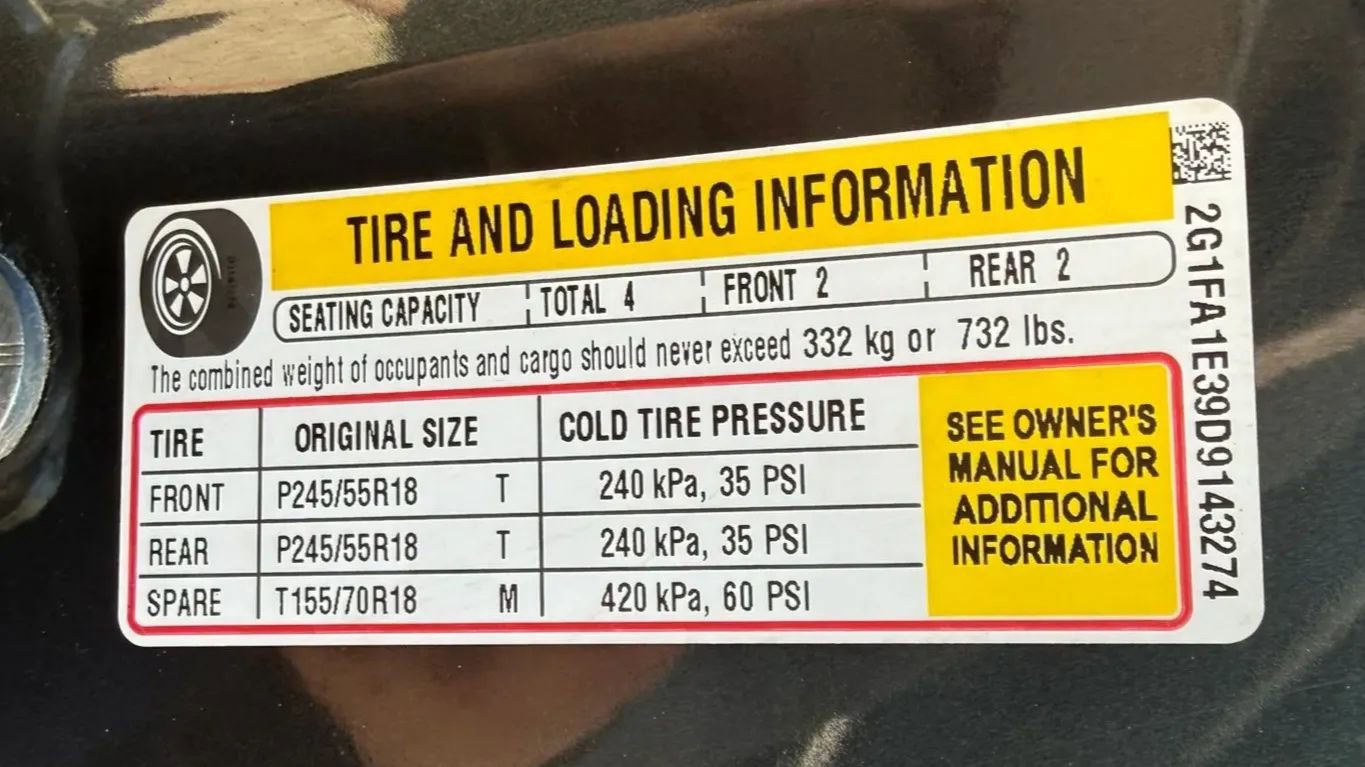 TIRE AND LOADING INFORMATION
SEATING CAPACITY TOTAL 4 FRONT 2 REAR 2
The combined weight of occupants and cargo should never exceed 332 kg or 732 lbs.
TIRE ORIGINAL SIZE COLD TIRE PRESSURE
FRONT P245/55R18 T 240 kPa, 35 PSI
REAR P245/55R18 T 240 kPa, 35 PSI
SPARE T155/70R18 M 420 kPa, 60 PSI
SEE OWNER'S
MANUAL FOR
ADDITIONAL
INFORMATION
2G1FA1E39D9143274